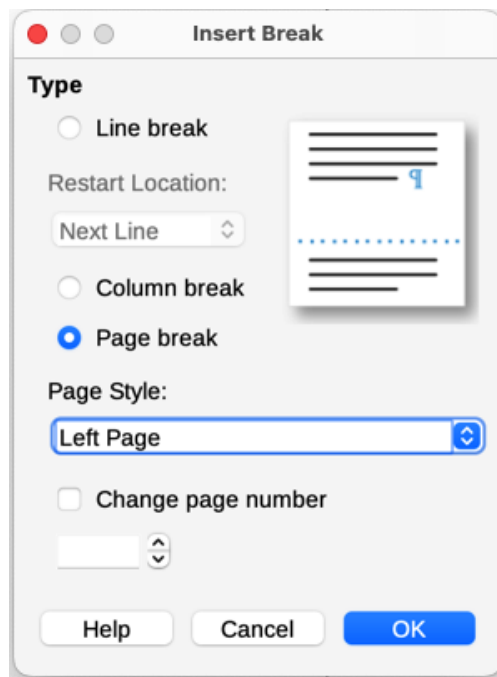 Insert Break
Type
Line break
Restart Location:
Next Line
Column break
Page break
Page Style:
Left Page
Change page number
Help Cancel OK